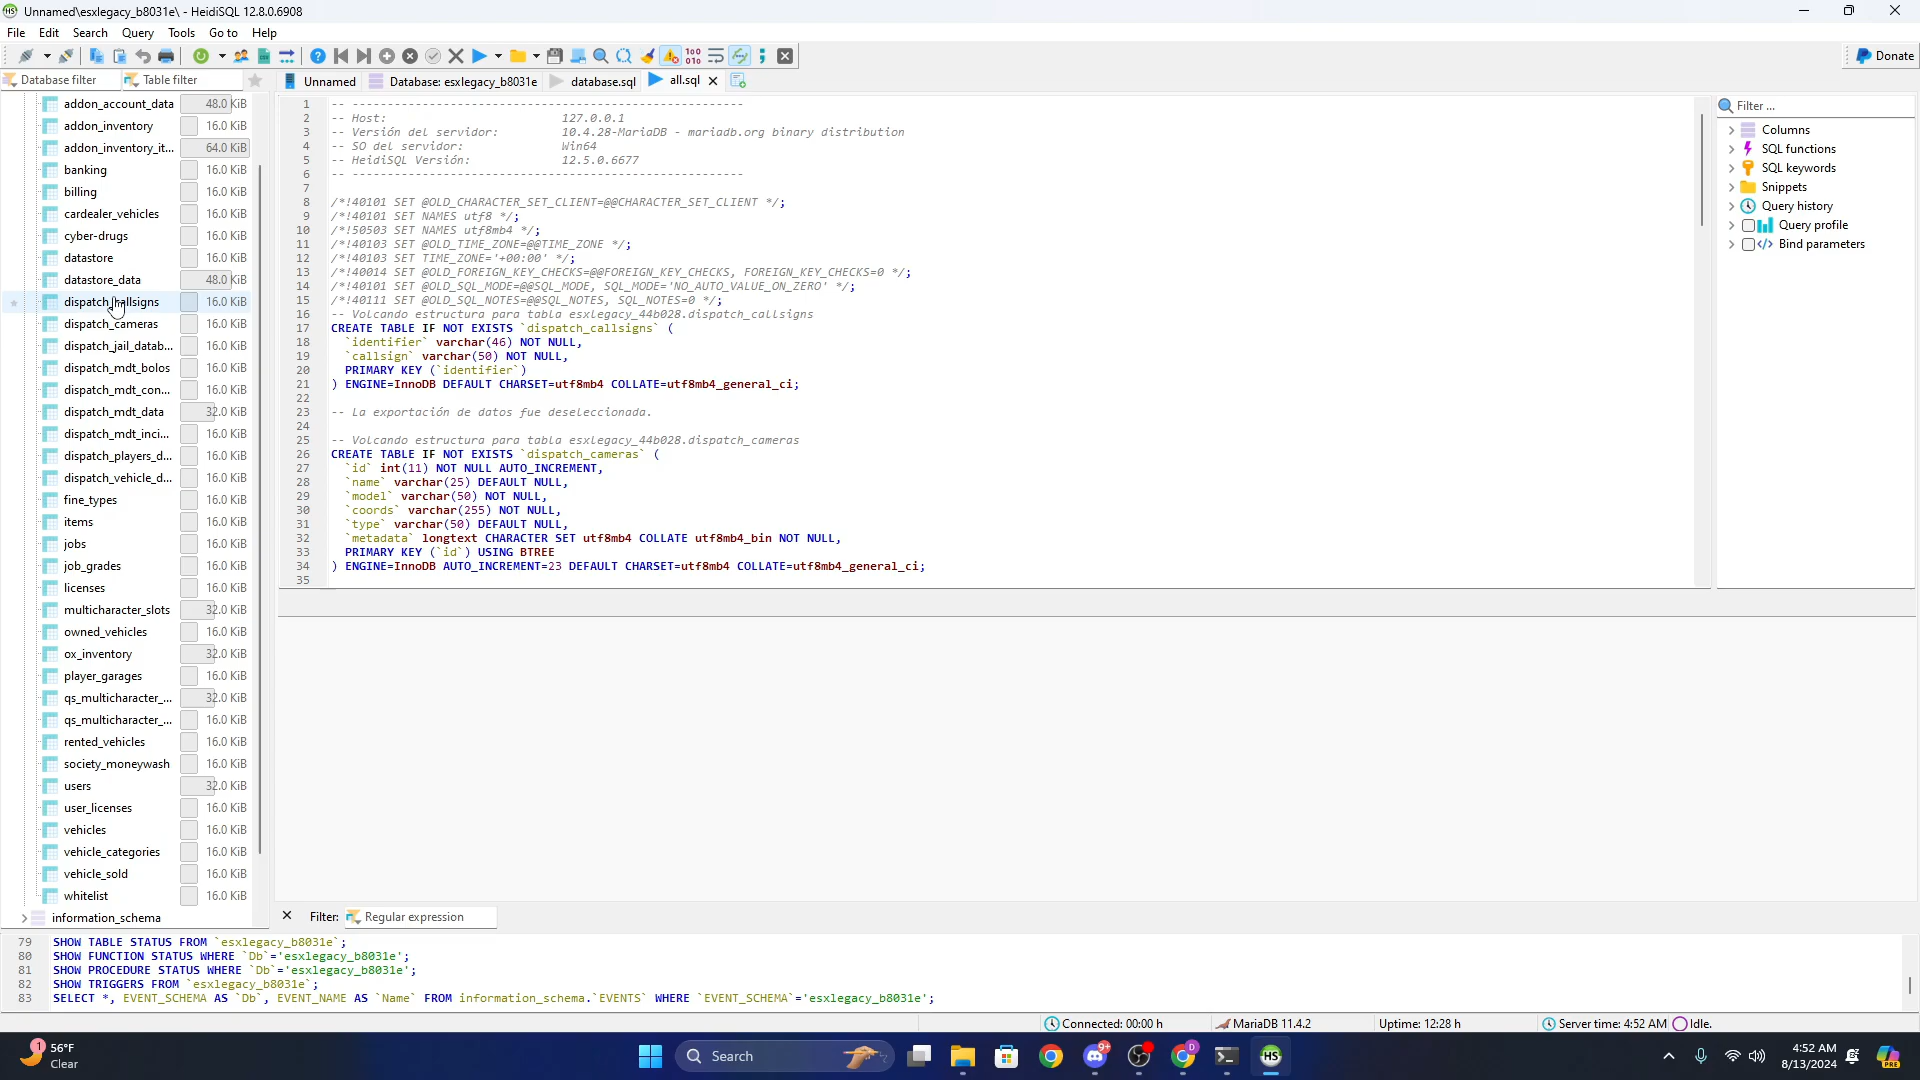 Unnamed\esxlegacy_b8031e\ - HeidiSQL 12.8.0.6908
File Edit Search Query Tools Go to Help
Donate
Database filter Table filter Unnamed Database: esxlegacy_b8031e database.sql all.sql
addon_account_data 48.0 KiB
addon_inventory 16.0 KiB
addon_inventory_it... 64.0 KiB
banking 16.0 KiB
billing 16.0 KiB
cardealer_vehicles 16.0 KiB
cyber-drugs 16.0 KiB
datastore 16.0 KiB
datastore_data 48.0 KiB
dispatch_callsigns 16.0 KiB
dispatch_cameras 16.0 KiB
dispatch_jail_datab... 16.0 KiB
dispatch_mdt_bolos 16.0 KiB
dispatch_mdt_con... 16.0 KiB
dispatch_mdt_data 32.0 KiB
dispatch_mdt_inci... 16.0 KiB
dispatch_players_d... 16.0 KiB
dispatch_vehicle_d... 16.0 KiB
fine_types 16.0 KiB
items 16.0 KiB
jobs 16.0 KiB
job_grades 16.0 KiB
licenses 16.0 KiB
multicharacter_slots 32.0 KiB
owned_vehicles 16.0 KiB
ox_inventory 32.0 KiB
player_garages 16.0 KiB
qs_multicharacter_... 32.0 KiB
qs_multicharacter_... 16.0 KiB
rented_vehicles 16.0 KiB
society_moneywash 16.0 KiB
users 32.0 KiB
user_licenses 16.0 KiB
vehicles 16.0 KiB
vehicle_categories 16.0 KiB
vehicle_sold 16.0 KiB
whitelist 16.0 KiB
information_schema
1 -- --------------------------------------------------------
2 -- Host: 127.0.0.1
3 -- Versión del servidor: 10.4.28-MariaDB - mariadb.org binary distribution
4 -- SO del servidor: Win64
5 -- HeidiSQL Versión: 12.5.0.6677
6 -- --------------------------------------------------------
7
8 /*!40101 SET @OLD_CHARACTER_SET_CLIENT=@@CHARACTER_SET_CLIENT */;
9 /*!40101 SET NAMES utf8 */;
10 /*!50503 SET NAMES utf8mb4 */;
11 /*!40103 SET @OLD_TIME_ZONE=@@TIME_ZONE */;
12 /*!40103 SET TIME_ZONE='+00:00' */;
13 /*!40014 SET @OLD_FOREIGN_KEY_CHECKS=@@FOREIGN_KEY_CHECKS, FOREIGN_KEY_CHECKS=0 */;
14 /*!40101 SET @OLD_SQL_MODE=@@SQL_MODE, SQL_MODE='NO_AUTO_VALUE_ON_ZERO' */;
15 /*!40111 SET @OLD_SQL_NOTES=@@SQL_NOTES, SQL_NOTES=0 */;
16 -- Volcando estructura para tabla esxlegacy_44b028.dispatch_callsigns
17 CREATE TABLE IF NOT EXISTS `dispatch_callsigns` (
18 `identifier` varchar(46) NOT NULL,
19 `callsign` varchar(50) NOT NULL,
20 PRIMARY KEY (`identifier`)
21 ) ENGINE=InnoDB DEFAULT CHARSET=utf8mb4 COLLATE=utf8mb4_general_ci;
22
23 -- La exportación de datos fue deseleccionada.
24
25 -- Volcando estructura para tabla esxlegacy_44b028.dispatch_cameras
26 CREATE TABLE IF NOT EXISTS `dispatch_cameras` (
27 `id` int(11) NOT NULL AUTO_INCREMENT,
28 `name` varchar(25) DEFAULT NULL,
29 `model` varchar(50) NOT NULL,
30 `coords` varchar(255) NOT NULL,
31 `type` varchar(50) DEFAULT NULL,
32 `metadata` longtext CHARACTER SET utf8mb4 COLLATE utf8mb4_bin NOT NULL,
33 PRIMARY KEY (`id`) USING BTREE
34 ) ENGINE=InnoDB AUTO_INCREMENT=23 DEFAULT CHARSET=utf8mb4 COLLATE=utf8mb4_general_ci;
35
Filter ...
Columns
SQL functions
SQL keywords
Snippets
Query history
Query profile
Bind parameters
Filter: Regular expression
79 SHOW TABLE STATUS FROM `esxlegacy_b8031e`;
80 SHOW FUNCTION STATUS WHERE `Db`='esxlegacy_b8031e';
81 SHOW PROCEDURE STATUS WHERE `Db`='esxlegacy_b8031e';
82 SHOW TRIGGERS FROM `esxlegacy_b8031e`;
83 SELECT *, EVENT_SCHEMA AS `Db`, EVENT_NAME AS `Name` FROM information_schema.`EVENTS` WHERE `EVENT_SCHEMA`='esxlegacy_b8031e';
Connected: 00:00 h MariaDB 11.4.2 Uptime: 12:28 h Server time: 4:52 AM Idle.
1 56°F
Clear
Search
9+
D
HS
4:52 AM
8/13/2024
PRE